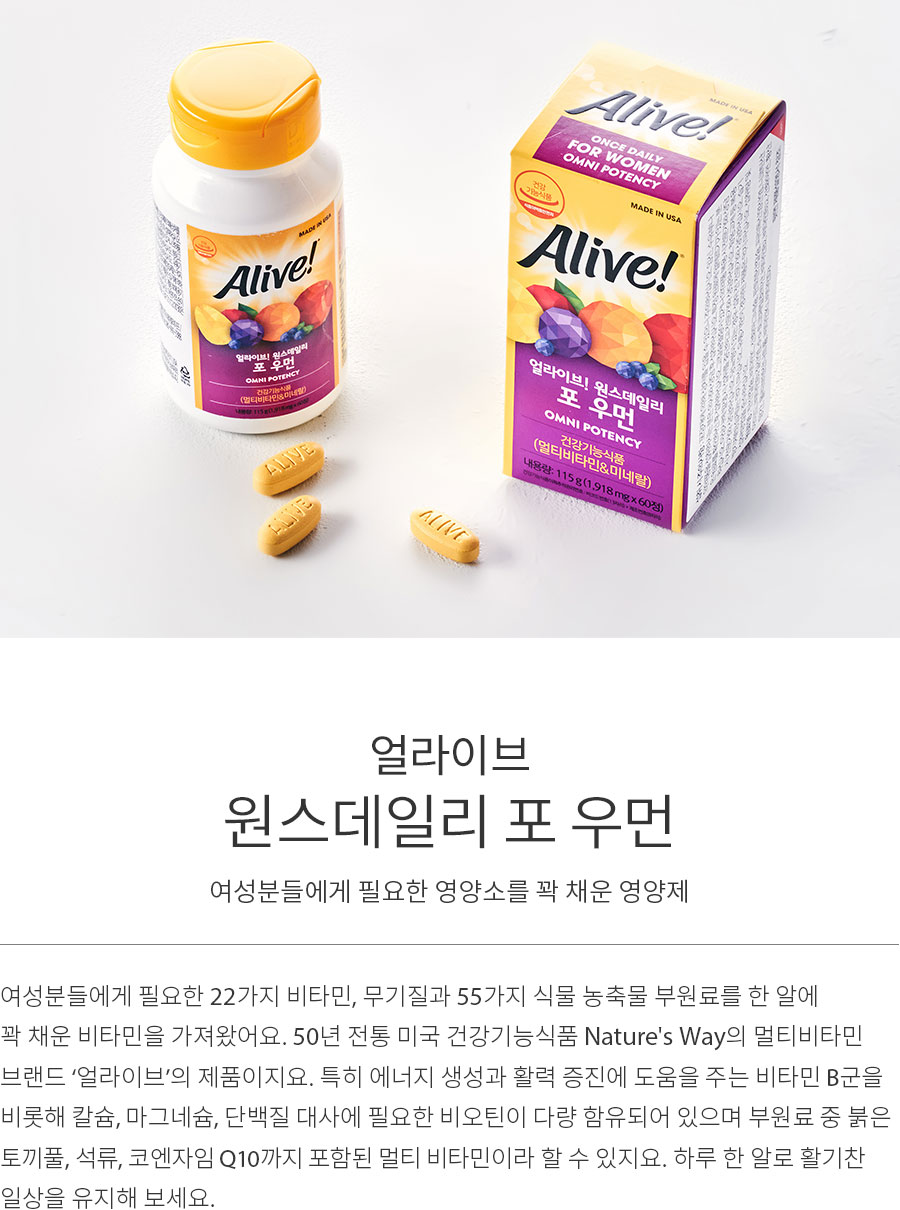 Alive!
MADE IN USA
ONCE DAILY
FOR WOMEN
OMNI POTENCY
건강
기능식품
MADE IN USA
Alive!
얼라이브! 원스데일리
포 우먼
OMNI POTENCY
건강기능식품
(멀티비타민&미네랄)
내용량: 115 g (1,918 mg x 60정)
MADE IN USA
Alive!
얼라이브! 원스데일리
포 우먼
OMNI POTENCY
건강기능식품
(멀티비타민&미네랄)
내용량: 115 g (1,918 mg x 60정)
ALIVE
ALIVE
ALIVE
얼라이브
원스데일리 포 우먼
여성분들에게 필요한 영양소를 꽉 채운 영양제
여성분들에게 필요한 22가지 비타민, 무기질과 55가지 식물 농축물 부원료를 한 알에
꽉 채운 비타민을 가져왔어요. 50년 전통 미국 건강기능식품 Nature's Way의 멀티비타민
브랜드 ‘얼라이브’의 제품이지요. 특히 에너지 생성과 활력 증진에 도움을 주는 비타민 B군을
비롯해 칼슘, 마그네슘, 단백질 대사에 필요한 비오틴이 다량 함유되어 있으며 부원료 중 붉은
토끼풀, 석류, 코엔자임 Q10까지 포함된 멀티 비타민이라 할 수 있지요. 하루 한 알로 활기찬
일상을 유지해 보세요.